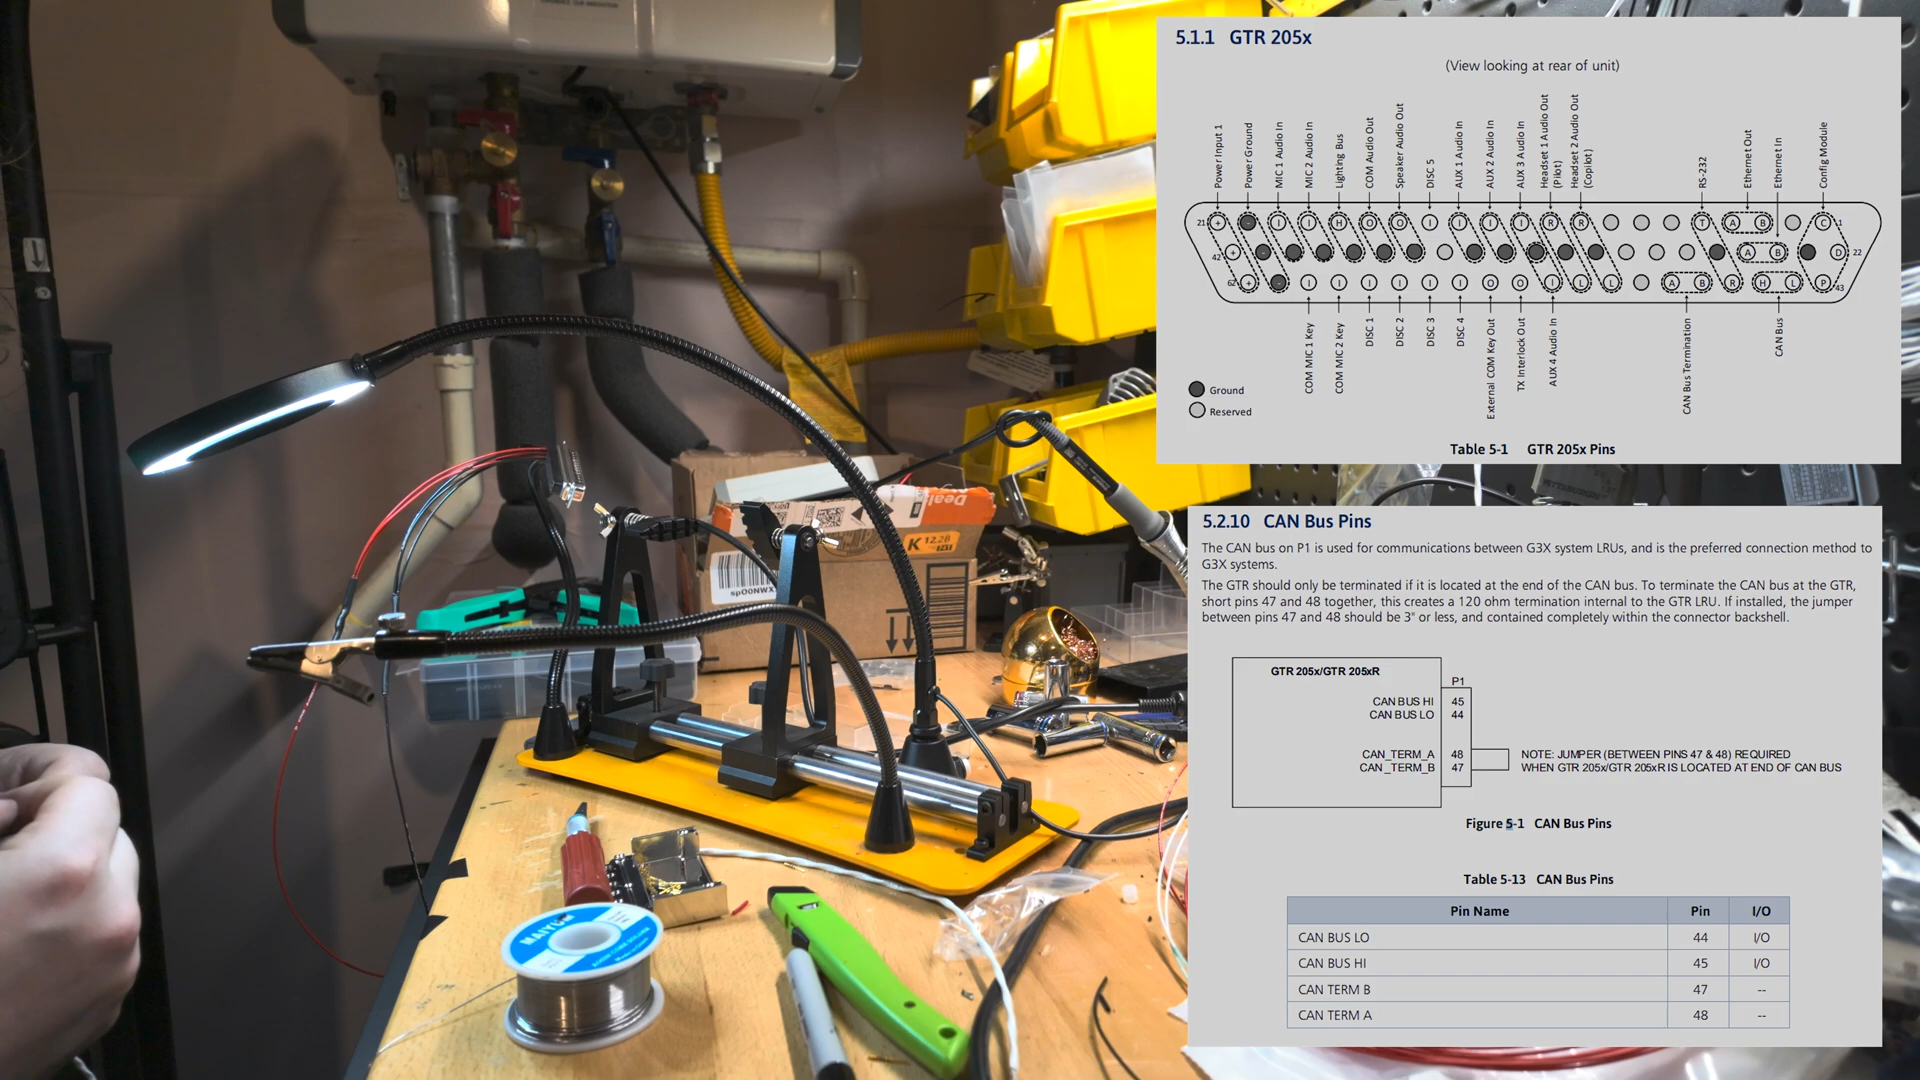 5.1.1 GTR 205x
(View looking at rear of unit)
Power Input 1
Power Ground
MIC 1 Audio In
MIC 2 Audio In
Lighting Bus
COM Audio Out
Speaker Audio Out
DISC 5
AUX 1 Audio In
AUX 2 Audio In
AUX 3 Audio In
Headset 1 Audio Out
(Pilot)
Headset 2 Audio Out
(Copilot)
RS-232
Ethernet Out
Ethernet In
Config Module
21 + - I I H O O I I I I R R T A B C 1
42 + - A B D 22
62 + - I I I I I I O O I L L A B R H L P 43
COM MIC 1 Key
COM MIC 2 Key
DISC 1
DISC 2
DISC 3
DISC 4
External COM Key Out
TX Interlock Out
AUX 4 Audio In
CAN Bus Termination
CAN Bus
Ground
Reserved
Table 5-1 GTR 205x Pins
5.2.10 CAN Bus Pins
The CAN bus on P1 is used for communications between G3X system LRUs, and is the preferred connection method to
G3X systems.
The GTR should only be terminated if it is located at the end of the CAN bus. To terminate the CAN bus at the GTR,
short pins 47 and 48 together, this creates a 120 ohm termination internal to the GTR LRU. If installed, the jumper
between pins 47 and 48 should be 3" or less, and contained completely within the connector backshell.
GTR 205x/GTR 205xR
P1
CAN BUS HI 45
CAN BUS LO 44
CAN_TERM_A 48 NOTE: JUMPER (BETWEEN PINS 47 & 48) REQUIRED
CAN_TERM_B 47 WHEN GTR 205x/GTR 205xR IS LOCATED AT END OF CAN BUS
Figure 5-1 CAN Bus Pins
Table 5-13 CAN Bus Pins
Pin Name Pin I/O
CAN BUS LO 44 I/O
CAN BUS HI 45 I/O
CAN TERM B 47 --
CAN TERM A 48 --
Deal
K 12.28
sp00NWX
MAIYUM